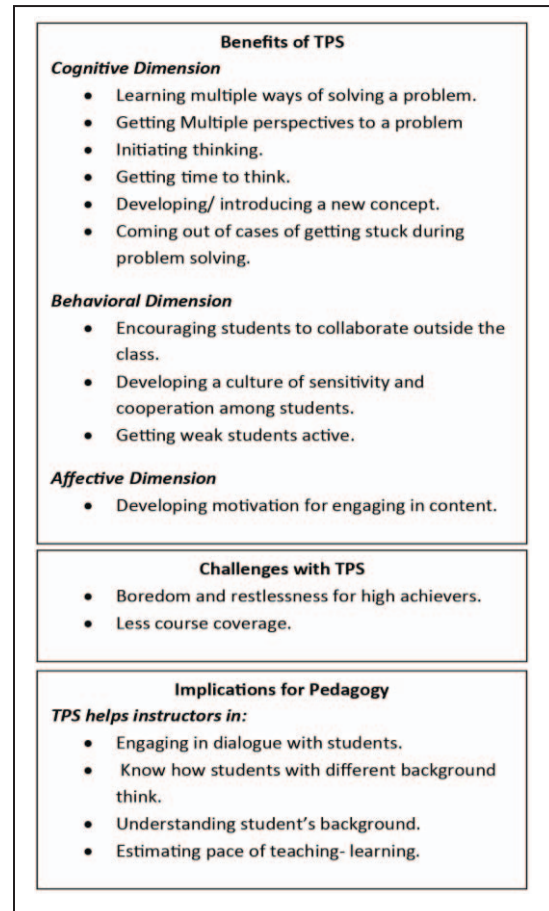 Benefits of TPS
Cognitive Dimension
• Learning multiple ways of solving a problem.
• Getting Multiple perspectives to a problem
• Initiating thinking.
• Getting time to think.
• Developing/ introducing a new concept.
• Coming out of cases of getting stuck during
problem solving.
Behavioral Dimension
• Encouraging students to collaborate outside the
class.
• Developing a culture of sensitivity and
cooperation among students.
• Getting weak students active.
Affective Dimension
• Developing motivation for engaging in content.
Challenges with TPS
• Boredom and restlessness for high achievers.
• Less course coverage.
Implications for Pedagogy
TPS helps instructors in:
• Engaging in dialogue with students.
• Know how students with different background
think.
• Understanding student’s background.
• Estimating pace of teaching- learning.